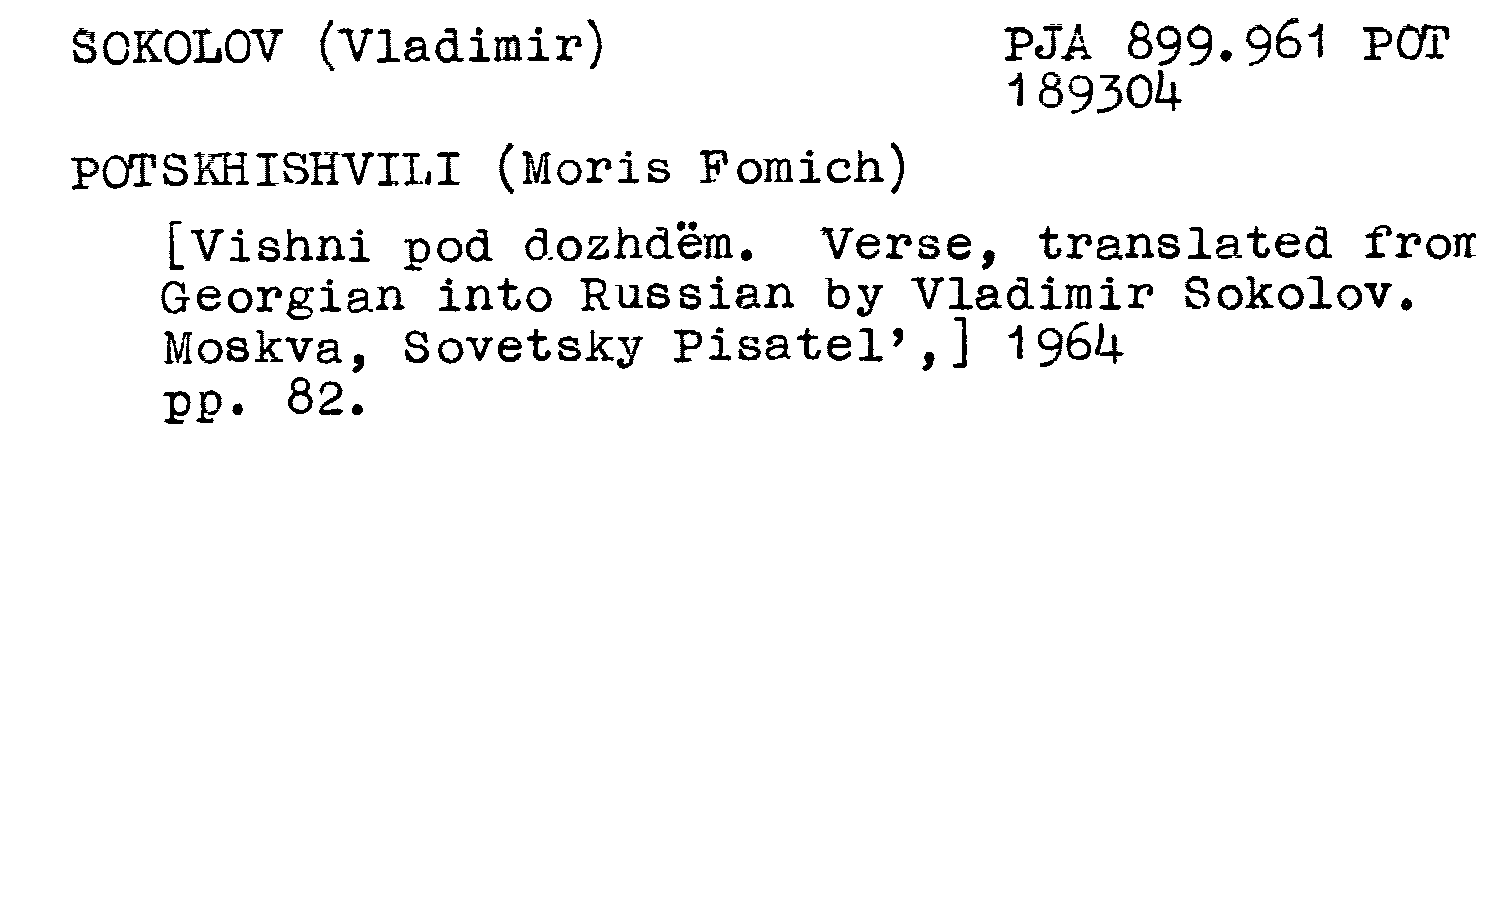 SOKOLOV (Vladimir) PJA 899.961 POT
189304
POTSKHISHVILI (Moris Fomich)
[Vishni pod dozhdëm. Verse, translated from
Georgian into Russian by Vladimir Sokolov.
Moskva, Sovetsky Pisatel’,] 1964
pp. 82.